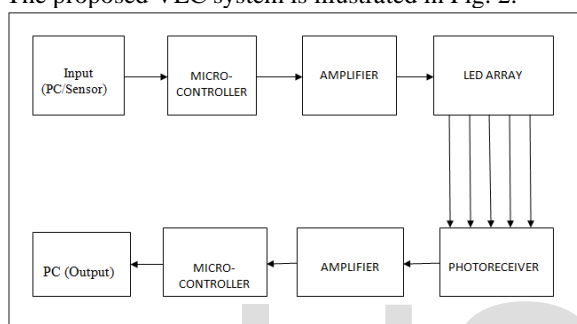 The proposed VLC system is illustrated in Fig. 2.
Input
(PC/Sensor)
MICRO-
CONTROLLER
AMPLIFIER
LED ARRAY
PC (Output)
MICRO-
CONTROLLER
AMPLIFIER
PHOTORECEIVER